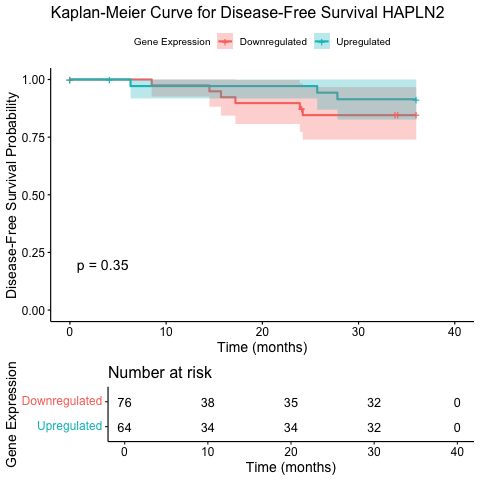 Kaplan-Meier Curve for Disease-Free Survival HAPLN2
Gene Expression Downregulated Upregulated
Disease-Free Survival Probability
1.00
0.75
0.50
0.25
0.00
p = 0.35
0 10 20 30 40
Time (months)
Number at risk
Gene Expression
Downregulated 76 38 35 32 0
Upregulated 64 34 34 32 0
0 10 20 30 40
Time (months)